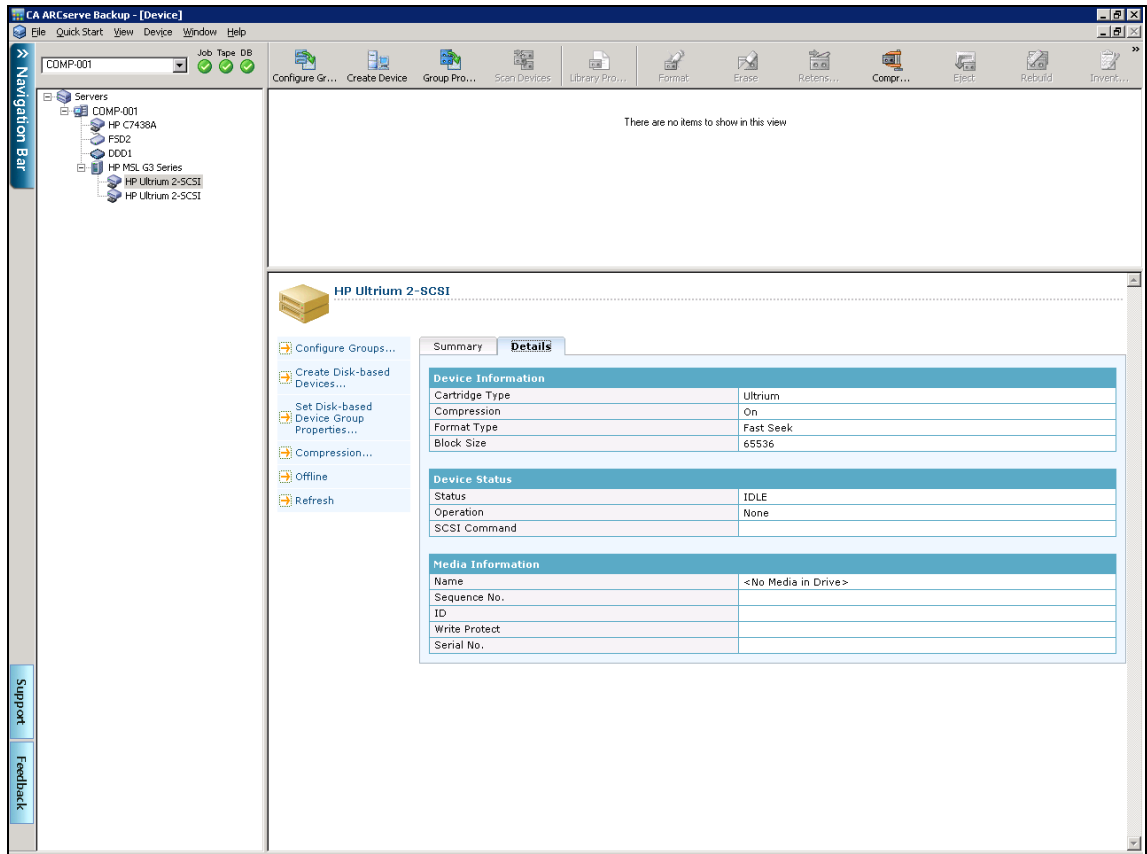 CA ARCserve Backup - [Device]
File Quick Start View Device Window Help
Navigation Bar
COMP-001
Job Tape DB
Configure Gr... Create Device Group Pro... Scan Devices Library Pro... Format Erase Retens... Compr... Eject Rebuild Invent...
Servers
COMP-001
HP C7438A
FSD2
DDD1
HP MSL G3 Series
HP Ultrium 2-SCSI
HP Ultrium 2-SCSI
There are no items to show in this view
HP Ultrium 2-SCSI
Configure Groups...
Create Disk-based
Devices...
Set Disk-based
Device Group
Properties...
Compression...
Offline
Refresh
Summary Details
Device Information
Cartridge Type Ultrium
Compression On
Format Type Fast Seek
Block Size 65536
Device Status
Status IDLE
Operation None
SCSI Command
Media Information
Name <No Media in Drive>
Sequence No.
ID
Write Protect
Serial No.
Support
Feedback